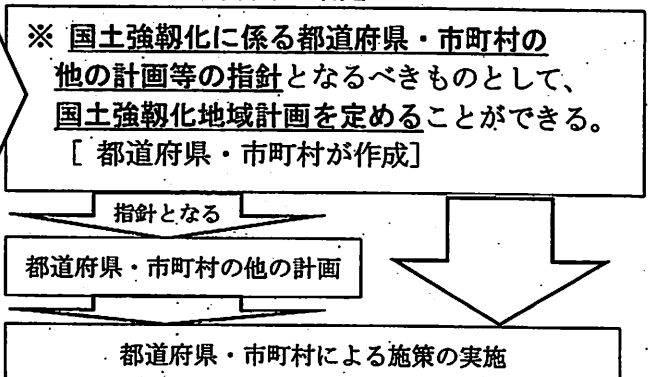 ※ 国土強靱化に係る都道府県・市町村の
他の計画等の指針となるべきものとして、
国土強靱化地域計画を定めることができる。
[ 都道府県・市町村が作成]
指針となる
都道府県・市町村の他の計画
都道府県・市町村による施策の実施